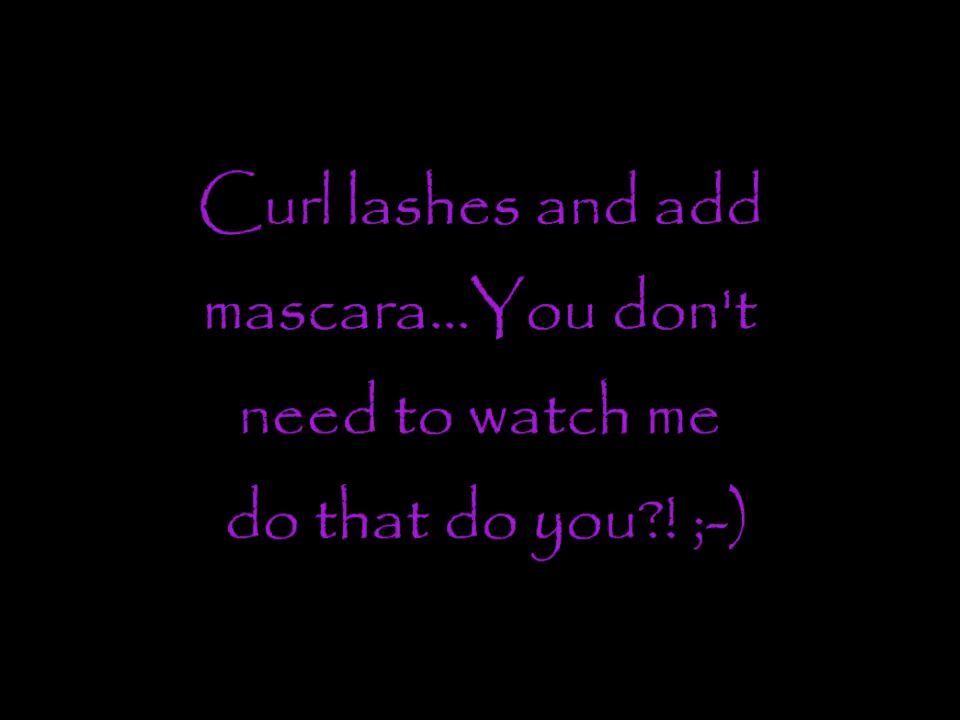 Curl lashes and add
mascara...You don't
need to watch me
do that do you?! ;-)